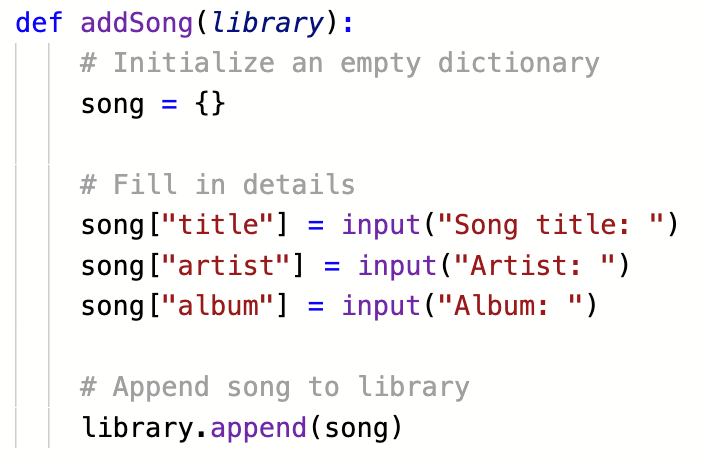 def addSong(library):
    # Initialize an empty dictionary
    song = {}

    # Fill in details
    song["title"] = input("Song title: ")
    song["artist"] = input("Artist: ")
    song["album"] = input("Album: ")

    # Append song to library
    library.append(song)